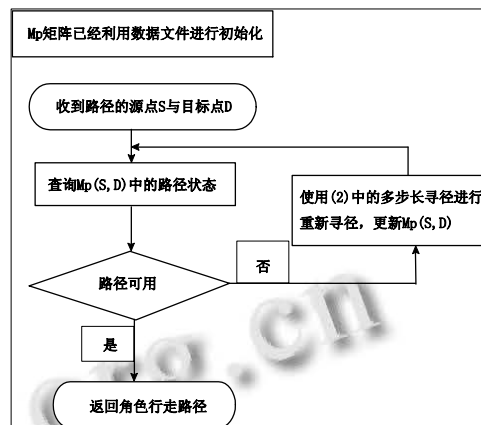 Mp矩阵已经利用数据文件进行初始化
收到路径的源点S与目标点D
查询Mp(S,D)中的路径状态
使用(2)中的多步长寻径进行
重新寻径，更新Mp(S,D)
路径可用
否
是
返回角色行走路径
org.cn